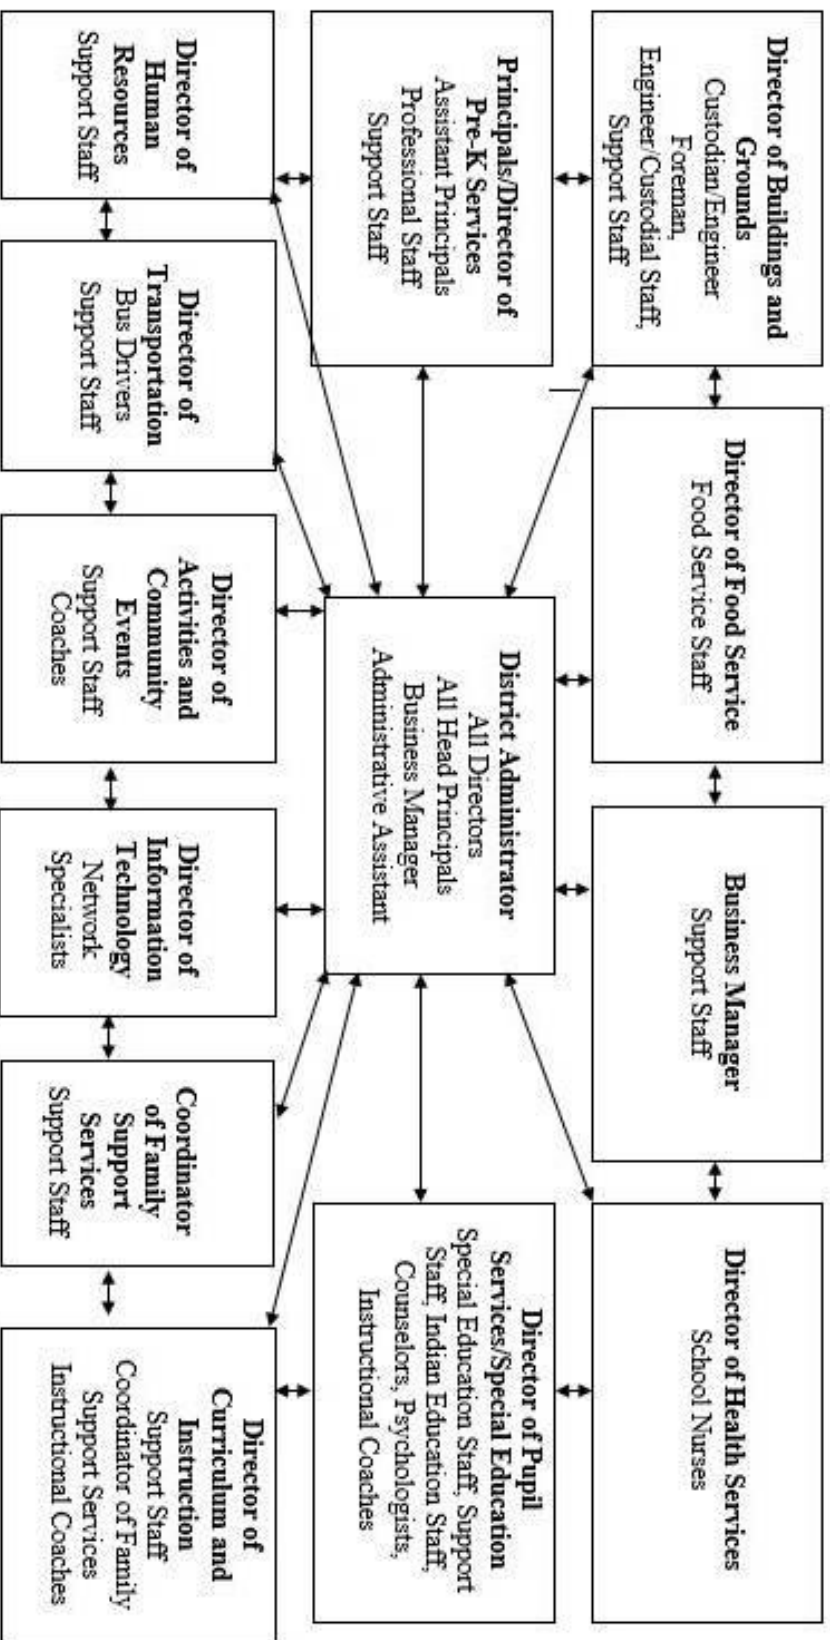 Director of Buildings and
Grounds
Custodian/Engineer
Foreman,
Engineer/Custodial Staff,
Support Staff
Director of Food Service
Food Service Staff
Business Manager
Support Staff
Director of Health Services
School Nurses
Principals/Director of
Pre-K Services
Assistant Principals
Professional Staff
Support Staff
District Administrator
All Directors
All Head Principals
Business Manager
Administrative Assistant
Director of Pupil
Services/Special Education
Special Education Staff, Support
Staff, Indian Education Staff,
Counselors, Psychologists,
Instructional Coaches
Director of
Human
Resources
Support Staff
Director of
Transportation
Bus Drivers
Support Staff
Director of
Activities and
Community
Events
Support Staff
Coaches
Director of
Information
Technology
Network
Specialists
Coordinator
of Family
Support
Services
Support Staff
Director of
Curriculum and
Instruction
Support Staff
Coordinator of Family
Support Services
Instructional Coaches